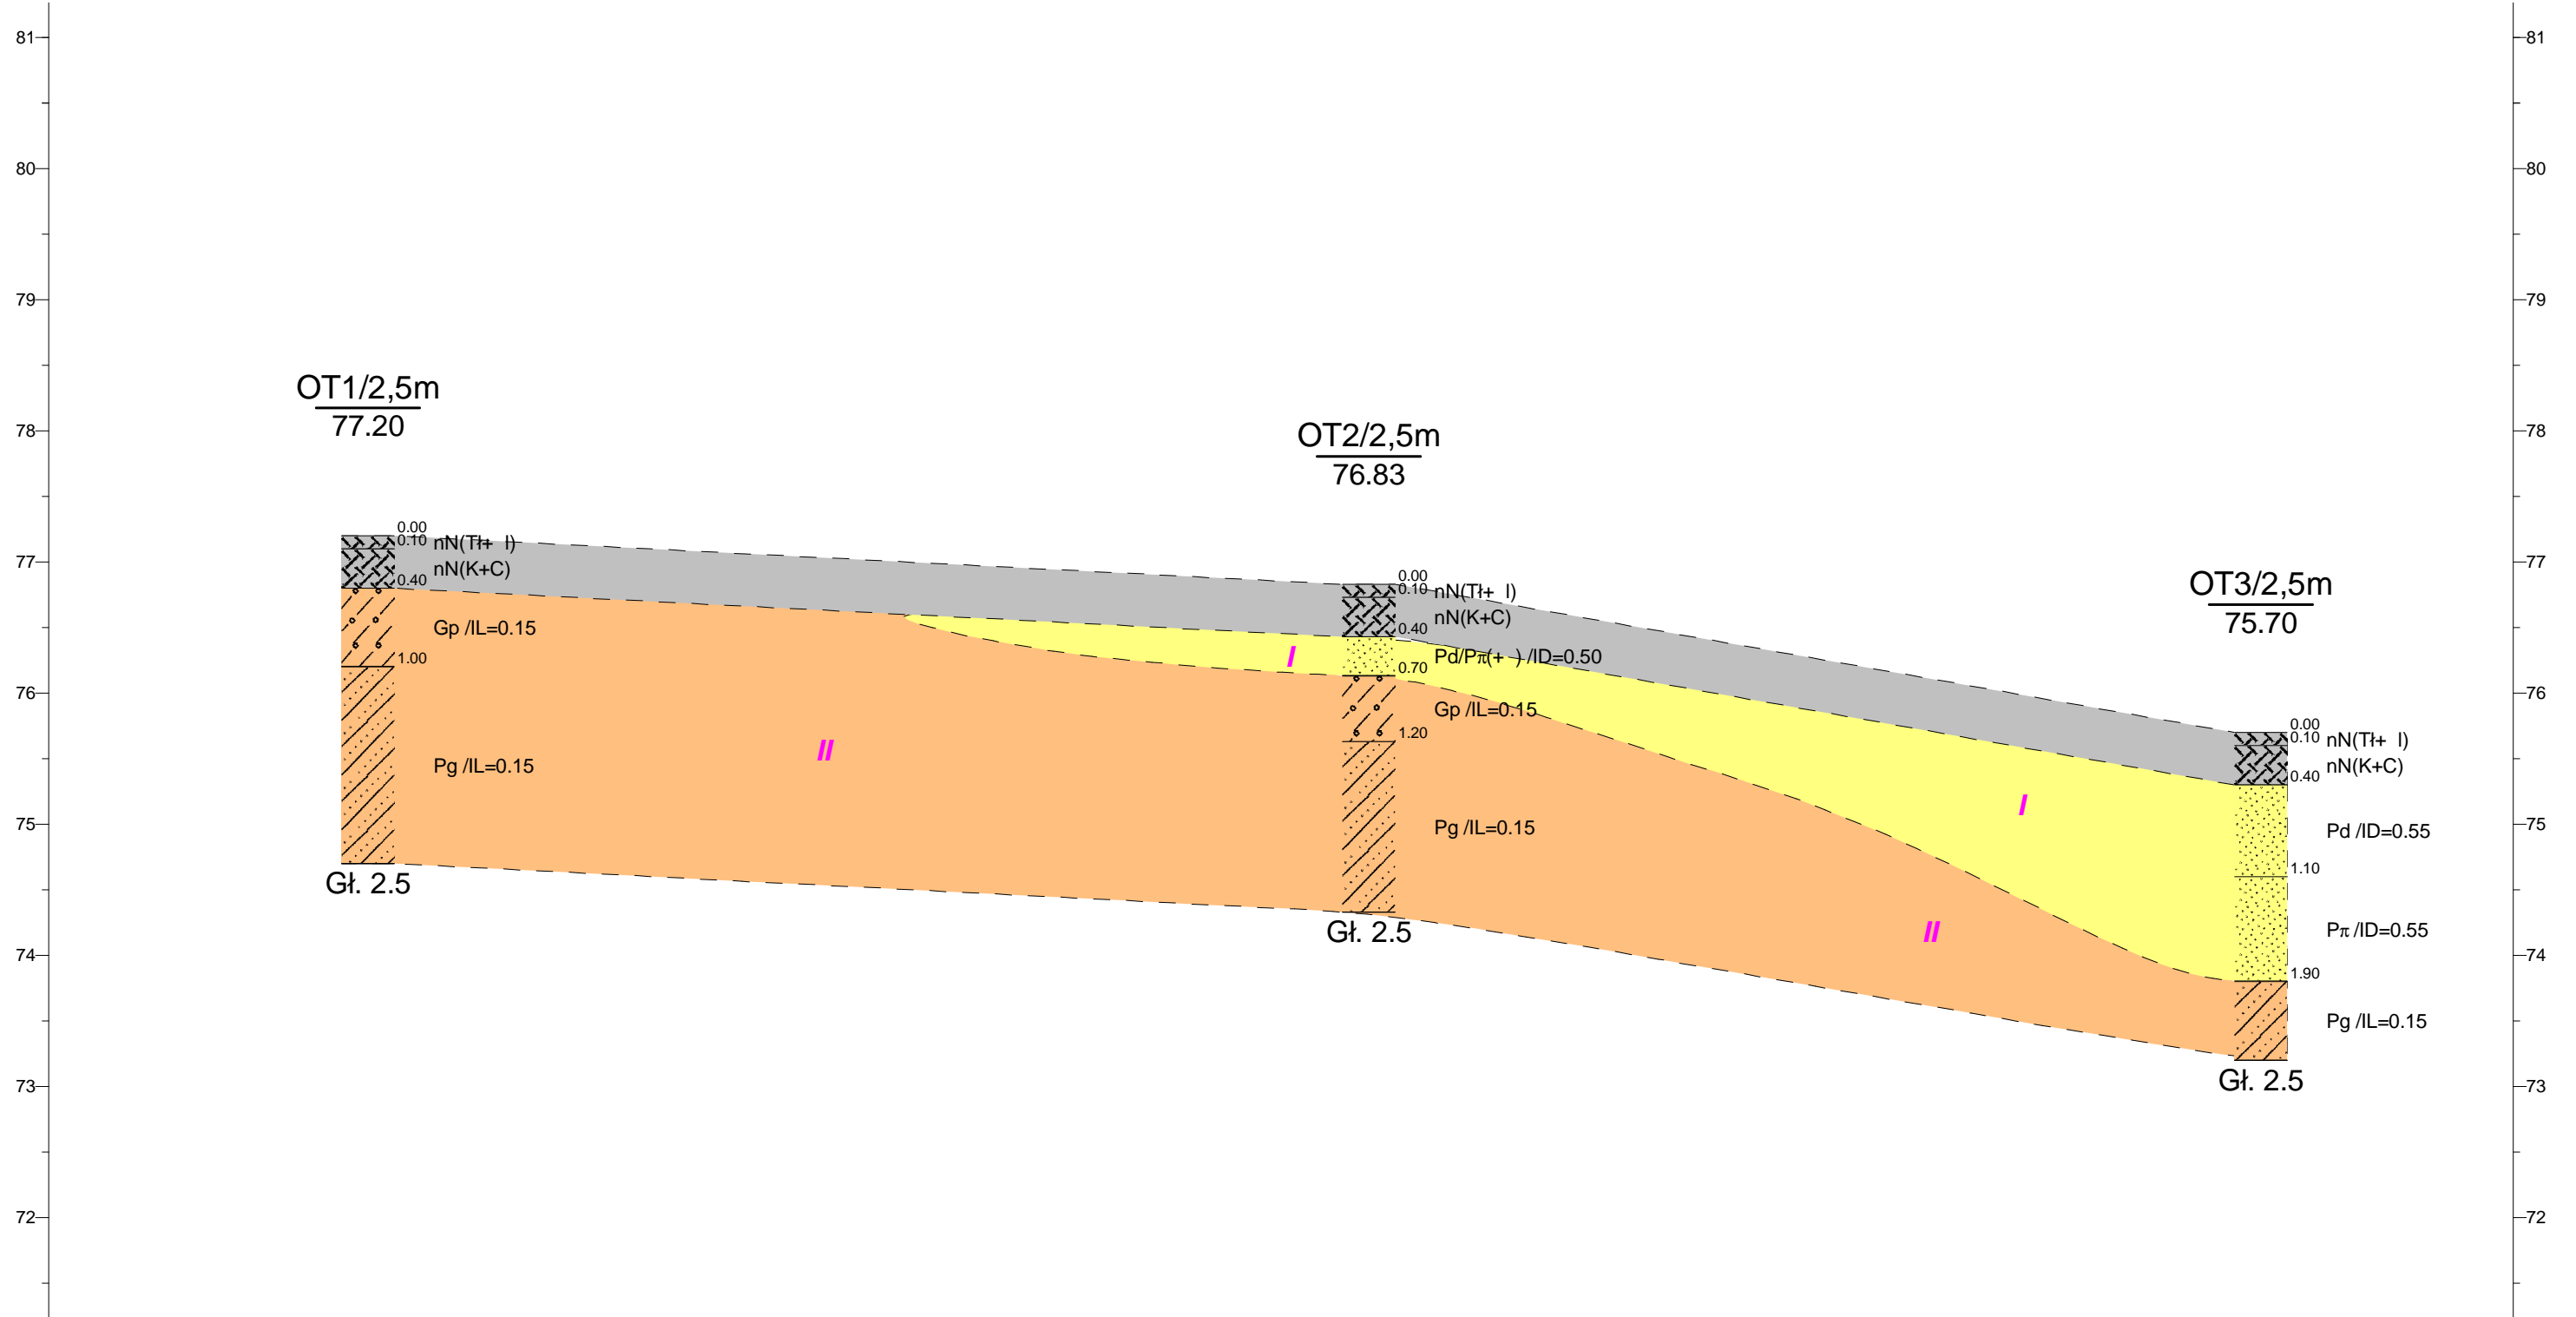 81
81
80
80
79
79
OT1/2,5m
77.20
78
78
OT2/2,5m
76.83
77
77
0.00
0.10
nN(Tł+ l)
nN(K+C)
0.40
Gp /IL=0.15
1.00
Pg /IL=0.15
Gł. 2.5
II
I
0.00
0.10
nN(Tł+ l)
nN(K+C)
0.40
Pd/Pπ(+ ) /ID=0.50
0.70
Gp /IL=0.15
1.20
Pg /IL=0.15
Gł. 2.5
OT3/2,5m
75.70
I
II
0.00
0.10
nN(Tł+ l)
nN(K+C)
0.40
Pd /ID=0.55
1.10
Pπ /ID=0.55
1.90
Pg /IL=0.15
Gł. 2.5
76
76
75
75
74
74
73
73
72
72